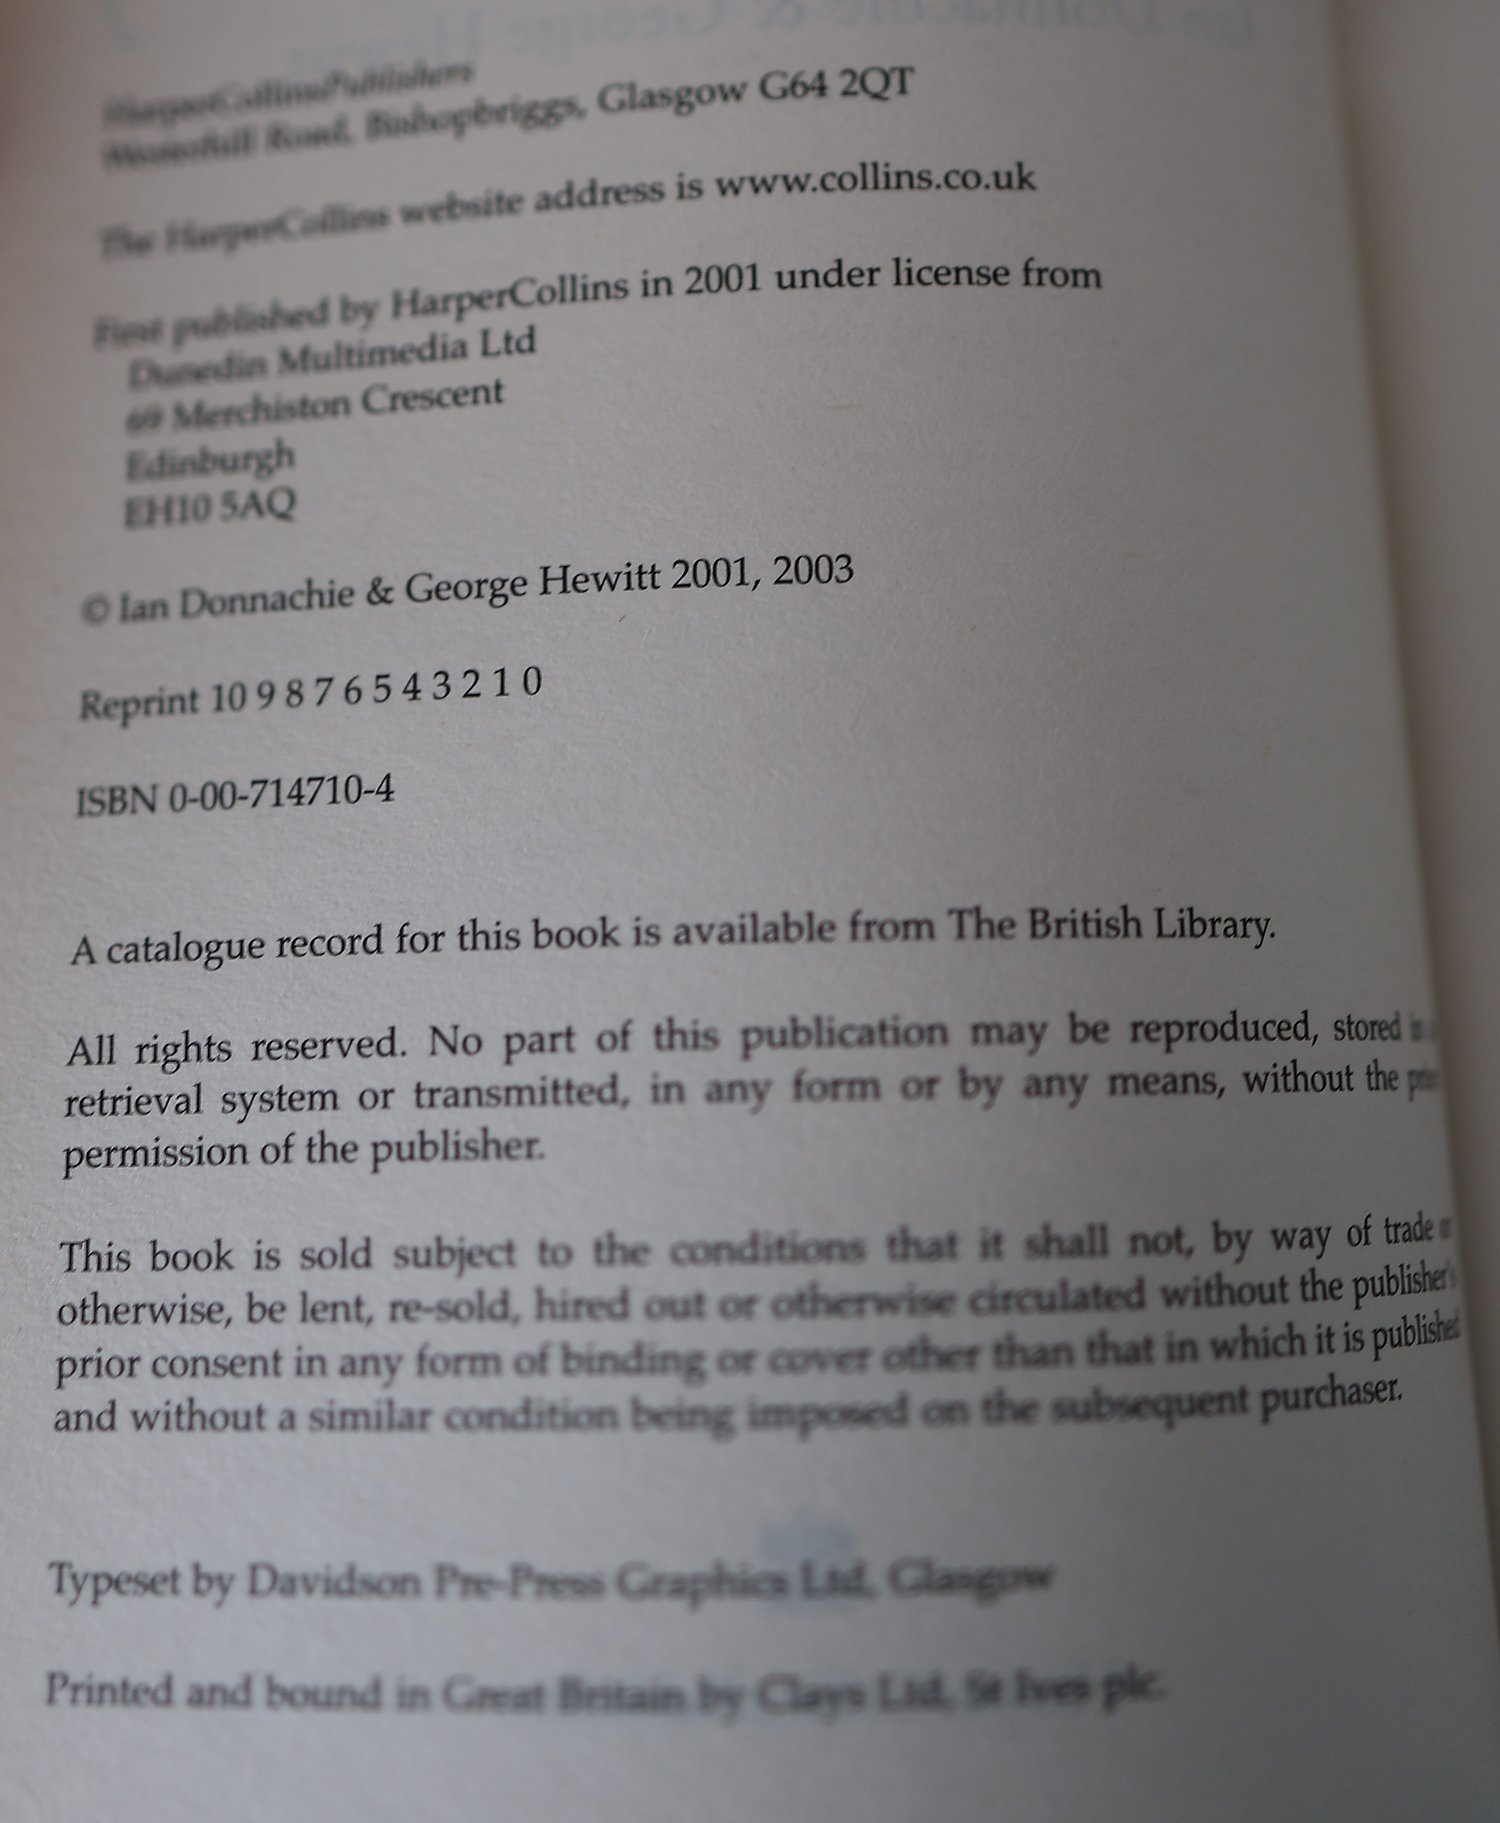 HarperCollinsPublishers
Westerhill Road, Bishopbriggs, Glasgow G64 2QT
The HarperCollins website address is www.collins.co.uk
First published by HarperCollins in 2001 under license from
Dunedin Multimedia Ltd
69 Merchiston Crescent
Edinburgh
EH10 5AQ
© Ian Donnachie & George Hewitt 2001, 2003
Reprint 10 9 8 7 6 5 4 3 2 1 0
ISBN 0-00-714710-4
A catalogue record for this book is available from The British Library.
All rights reserved. No part of this publication may be reproduced, stored in
retrieval system or transmitted, in any form or by any means, without the prior
permission of the publisher.
This book is sold subject to the conditions that it shall not, by way of trade or
otherwise, be lent, re-sold, hired out or otherwise circulated without the publisher's
prior consent in any form of binding or cover other than that in which it is published
and without a similar condition being imposed on the subsequent purchaser.
Typeset by Davidson Pre-Press Graphics Ltd, Glasgow
Printed and bound in Great Britain by Clays Ltd, St Ives plc.